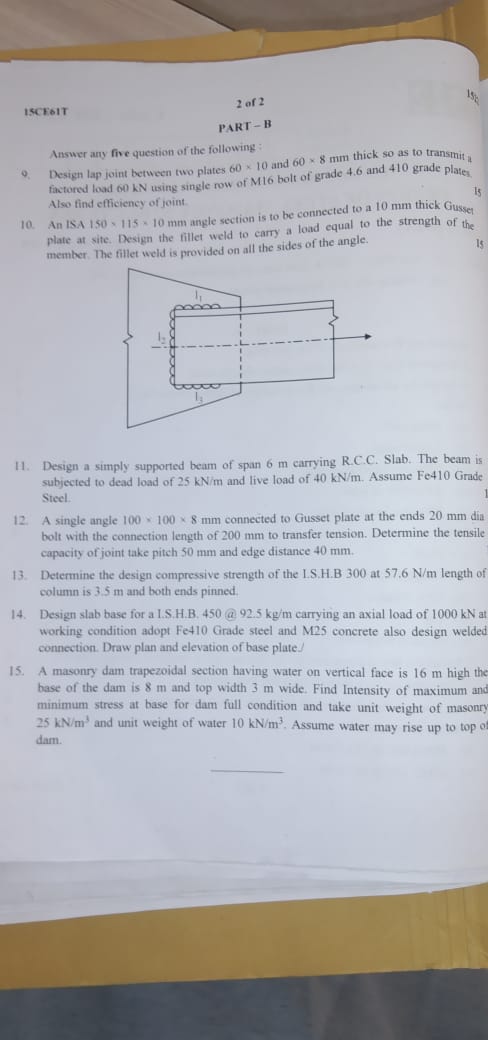 15CE61T
2 of 2
PART – B
Answer any five question of the following :
9. Design lap joint between two plates 60 × 10 and 60 × 8 mm thick so as to transmit a
factored load 60 kN using single row of M16 bolt of grade 4.6 and 410 grade plates.
Also find efficiency of joint.
15
10. An ISA 150 × 115 × 10 mm angle section is to be connected to a 10 mm thick Gusset
plate at site. Design the fillet weld to carry a load equal to the strength of the
member. The fillet weld is provided on all the sides of the angle.
15
l1
l2
l3
11. Design a simply supported beam of span 6 m carrying R.C.C. Slab. The beam is
subjected to dead load of 25 kN/m and live load of 40 kN/m. Assume Fe410 Grade
Steel.
12. A single angle 100 × 100 × 8 mm connected to Gusset plate at the ends 20 mm dia
bolt with the connection length of 200 mm to transfer tension. Determine the tensile
capacity of joint take pitch 50 mm and edge distance 40 mm.
13. Determine the design compressive strength of the I.S.H.B 300 at 57.6 N/m length of
column is 3.5 m and both ends pinned.
14. Design slab base for a I.S.H.B. 450 @ 92.5 kg/m carrying an axial load of 1000 kN at
working condition adopt Fe410 Grade steel and M25 concrete also design welded
connection. Draw plan and elevation of base plate./
15. A masonry dam trapezoidal section having water on vertical face is 16 m high the
base of the dam is 8 m and top width 3 m wide. Find Intensity of maximum and
minimum stress at base for dam full condition and take unit weight of masonry
25 kN/m³ and unit weight of water 10 kN/m³. Assume water may rise up to top of
dam.